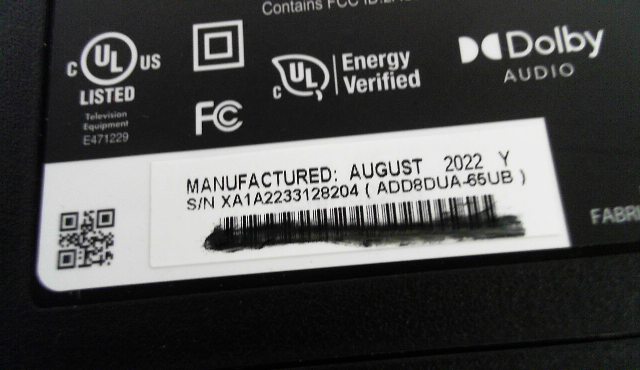 Contains FCC ID:
c UL US
LISTED
Television
Equipment
E471229
FC
c UL
Energy
Verified
Dolby
AUDIO
MANUFACTURED: AUGUST 2022 Y
S/N XA1A2233128204 ( ADD8DUA-65UB )